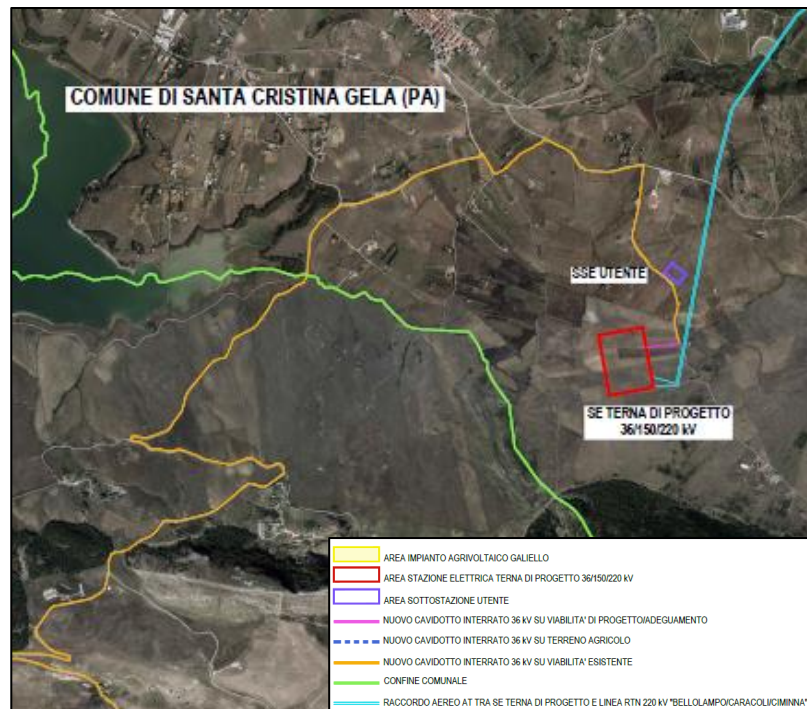 COMUNE DI SANTA CRISTINA GELA (PA)
SSE UTENTE
SE TERNA DI PROGETTO
36/150/220 kV
AREA IMPIANTO AGRIVOLTAICO GALIELLO
AREA STAZIONE ELETTRICA TERNA DI PROGETTO 36/150/220 kV
AREA SOTTOSTAZIONE UTENTE
NUOVO CAVIDOTTO INTERRATO 36 kV SU VIABILITA' DI PROGETTO/ADEGUAMENTO
NUOVO CAVIDOTTO INTERRATO 36 kV SU TERRENO AGRICOLO
NUOVO CAVIDOTTO INTERRATO 36 kV SU VIABILITA' ESISTENTE
CONFINE COMUNALE
RACCORDO AEREO AT TRA SE TERNA DI PROGETTO E LINEA RTN 220 kV "BELLOLAMPO/CARACOLI/CIMINNA"